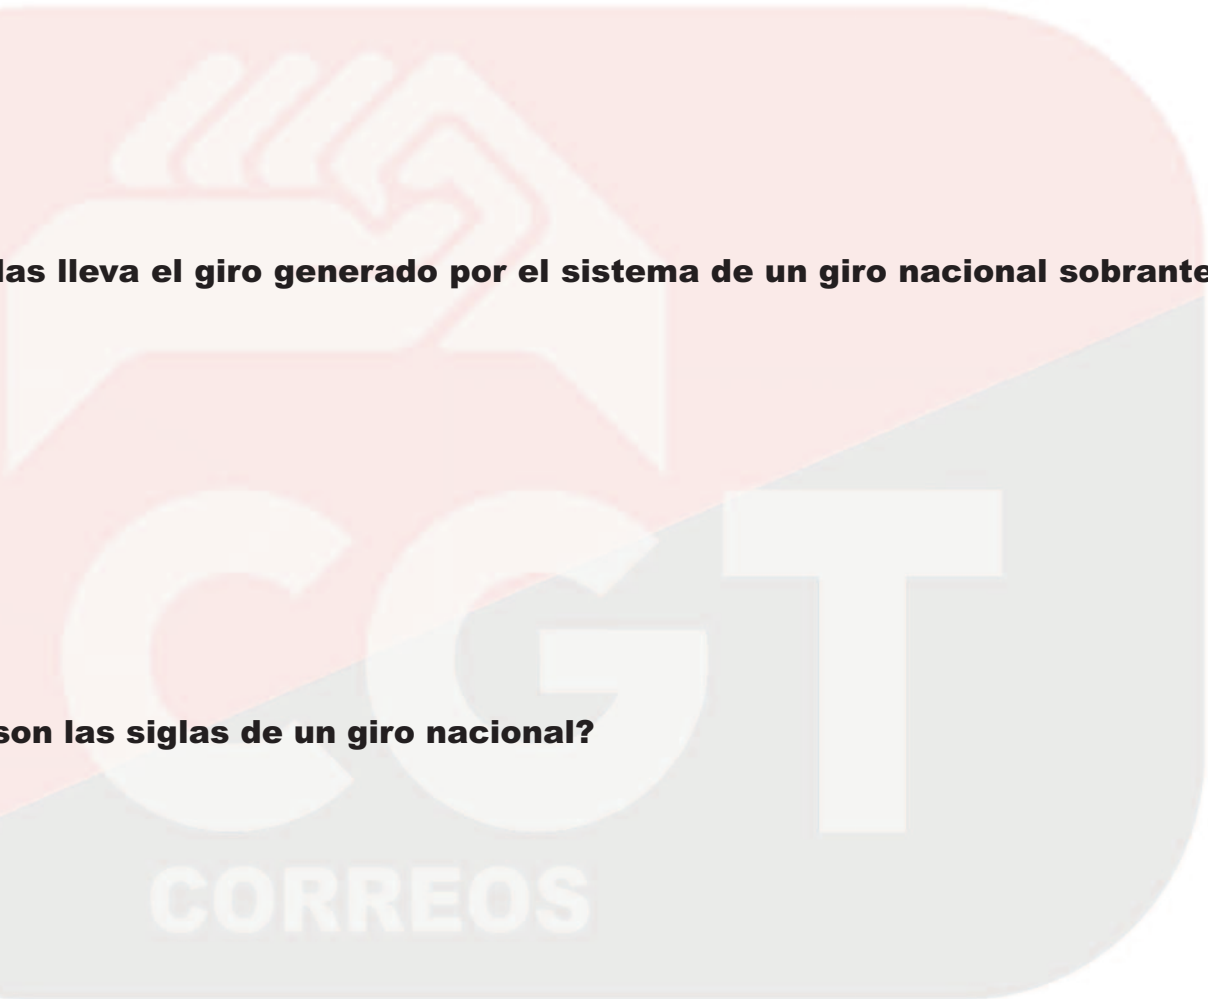 las lleva el giro generado por el sistema de un giro nacional sobrante
son las siglas de un giro nacional?
CGT
CORREOS